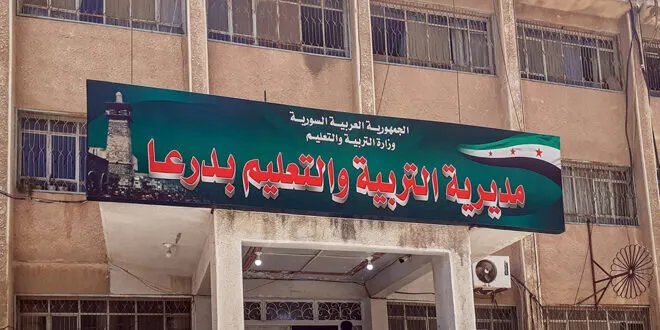 الجمهورية العربية السورية
وزارة التربية والتعليم
مديرية التربية والتعليم بدرعا